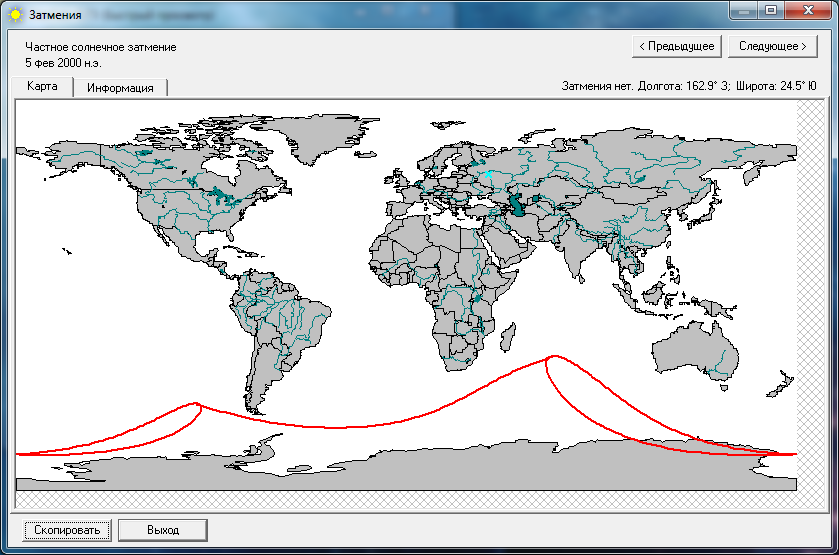 Затмения
Частное солнечное затмение
5 фев 2000 н.э.
< Предыдущее
Следующее >
Карта
Информация
Затмения нет. Долгота: 162.9° З; Широта: 24.5° Ю
Скопировать
Выход